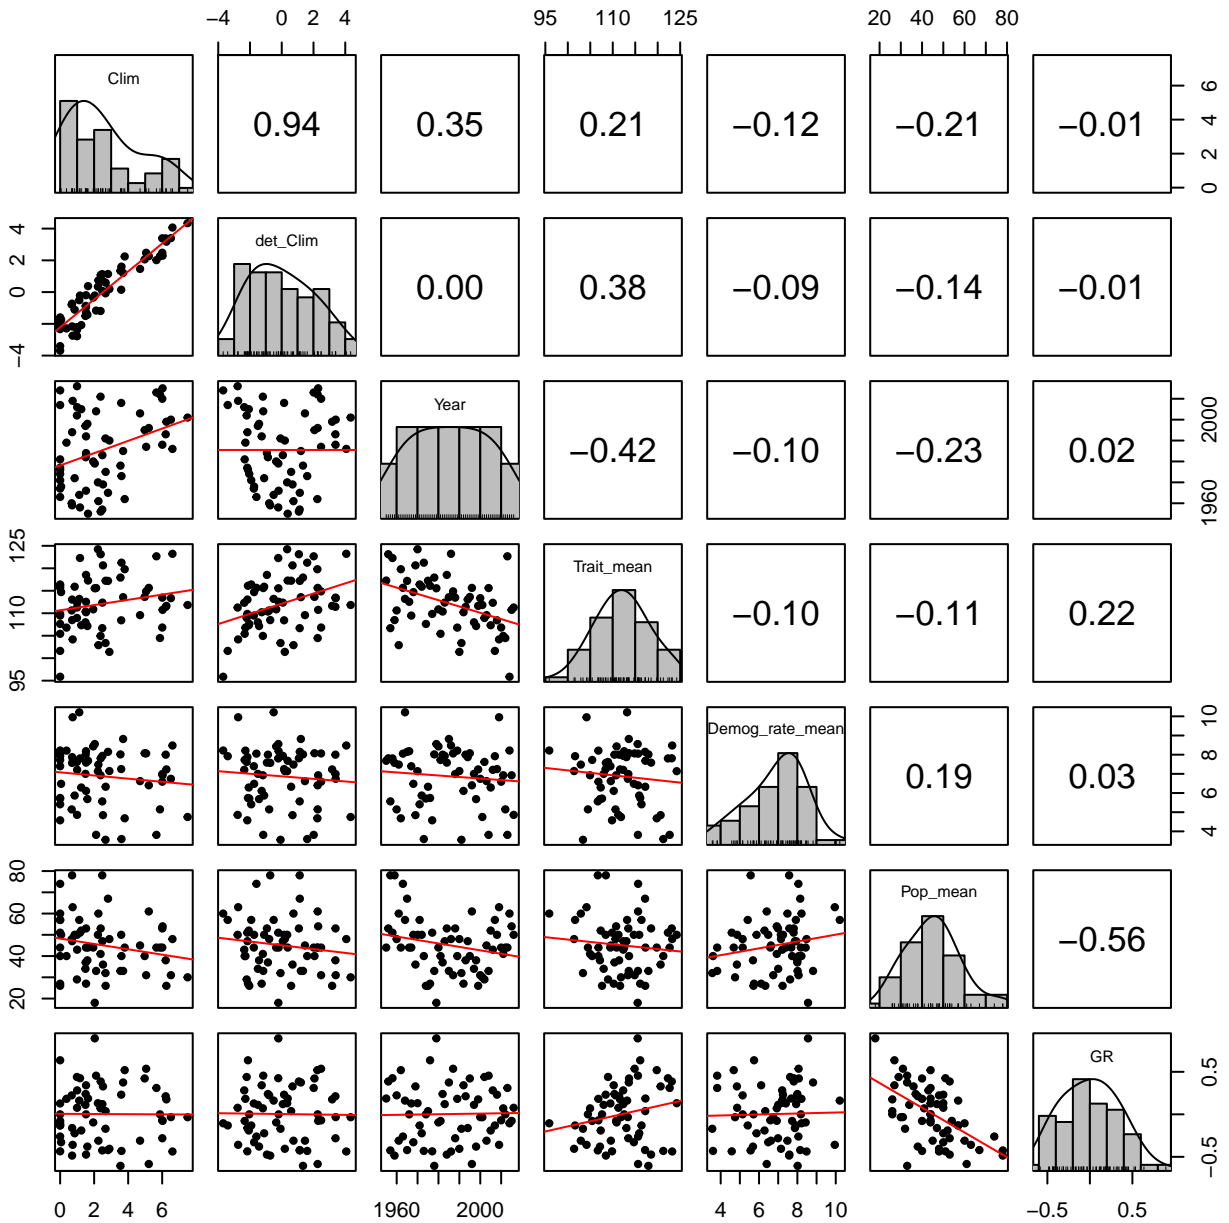 −4 0 2 4 95 110 125 20 40 60 80
Clim 0.94 0.35 0.21 −0.12 −0.21 −0.01 0 2 4 6
−4 0 2 4 det_Clim 0.00 0.38 −0.09 −0.14 −0.01
Year −0.42 −0.10 −0.23 0.02 1960 2000
95 110 125 Trait_mean −0.10 −0.11 0.22
Demog_rate_mean 0.19 0.03 4 6 8 10
20 40 60 80 Pop_mean −0.56
GR −0.5 0.5
0 2 4 6 1960 2000 4 6 8 10 −0.5 0.5